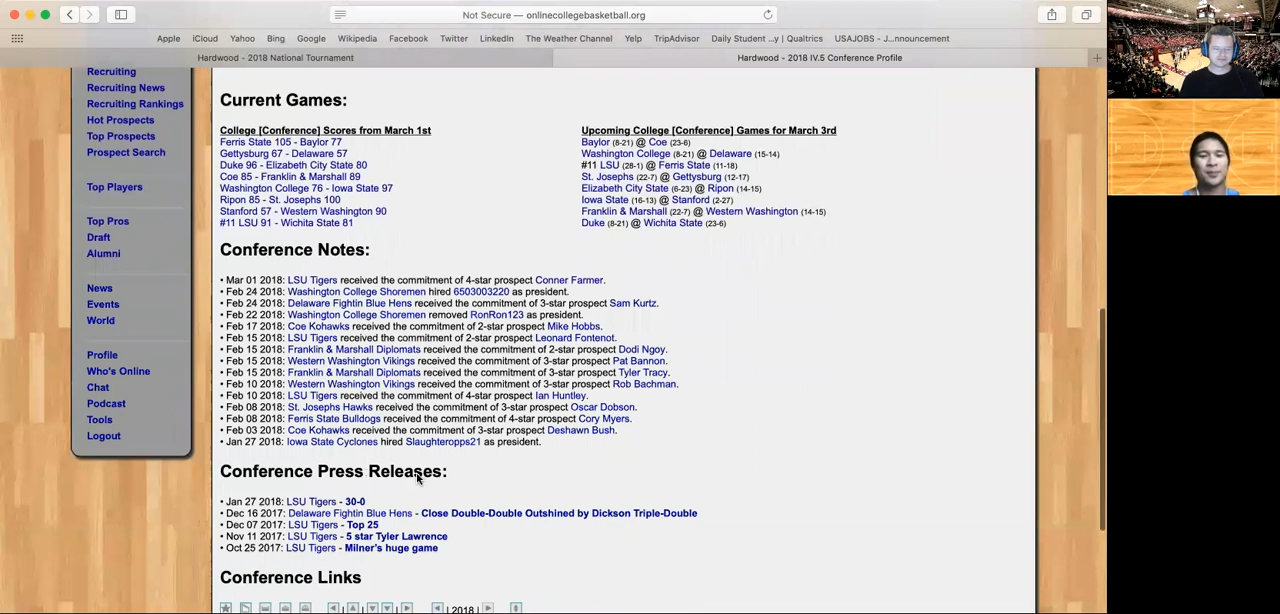 Not Secure — onlinecollegebasketball.org
Apple iCloud Yahoo Bing Google Wikipedia Facebook Twitter LinkedIn The Weather Channel Yelp TripAdvisor Daily Student ...y | Qualtrics USAJOBS - J...nnouncement
Hardwood - 2018 National Tournament
Hardwood - 2018 IV.5 Conference Profile
Recruiting
Recruiting News
Recruiting Rankings
Hot Prospects
Top Prospects
Prospect Search
Top Players
Top Pros
Draft
Alumni
News
Events
World
Profile
Who's Online
Chat
Podcast
Tools
Logout
Current Games:
College [Conference] Scores from March 1st
Ferris State 105 - Baylor 77
Gettysburg 67 - Delaware 57
Duke 96 - Elizabeth City State 80
Coe 85 - Franklin & Marshall 89
Washington College 76 - Iowa State 97
Ripon 85 - St. Josephs 100
Stanford 57 - Western Washington 90
#11 LSU 91 - Wichita State 81
Upcoming College [Conference] Games for March 3rd
Baylor (8-21) @ Coe (23-6)
Washington College (8-21) @ Delaware (15-14)
#11 LSU (28-1) @ Ferris State (11-18)
St. Josephs (22-7) @ Gettysburg (12-17)
Elizabeth City State (6-23) @ Ripon (14-15)
Iowa State (16-13) @ Stanford (2-27)
Franklin & Marshall (22-7) @ Western Washington (14-15)
Duke (8-21) @ Wichita State (23-6)
Conference Notes:
• Mar 01 2018: LSU Tigers received the commitment of 4-star prospect Conner Farmer.
• Feb 24 2018: Washington College Shoremen hired 6503003220 as president.
• Feb 24 2018: Delaware Fightin Blue Hens received the commitment of 3-star prospect Sam Kurtz.
• Feb 22 2018: Washington College Shoremen removed RonRon123 as president.
• Feb 17 2018: Coe Kohawks received the commitment of 2-star prospect Mike Hobbs.
• Feb 15 2018: LSU Tigers received the commitment of 2-star prospect Leonard Fontenot.
• Feb 15 2018: Franklin & Marshall Diplomats received the commitment of 2-star prospect Dodi Ngoy.
• Feb 15 2018: Western Washington Vikings received the commitment of 3-star prospect Pat Bannon.
• Feb 15 2018: Franklin & Marshall Diplomats received the commitment of 3-star prospect Tyler Tracy.
• Feb 10 2018: Western Washington Vikings received the commitment of 3-star prospect Rob Bachman.
• Feb 10 2018: LSU Tigers received the commitment of 4-star prospect Ian Huntley.
• Feb 08 2018: St. Josephs Hawks received the commitment of 3-star prospect Oscar Dobson.
• Feb 08 2018: Ferris State Bulldogs received the commitment of 4-star prospect Cory Myers.
• Feb 03 2018: Coe Kohawks received the commitment of 3-star prospect Deshawn Bush.
• Jan 27 2018: Iowa State Cyclones hired Slaughteropps21 as president.
Conference Press Releases:
• Jan 27 2018: LSU Tigers - 30-0
• Dec 16 2017: Delaware Fightin Blue Hens - Close Double-Double Outshined by Dickson Triple-Double
• Dec 07 2017: LSU Tigers - Top 25
• Nov 11 2017: LSU Tigers - 5 star Tyler Lawrence
• Oct 25 2017: LSU Tigers - Milner's huge game
Conference Links
| 2018 |